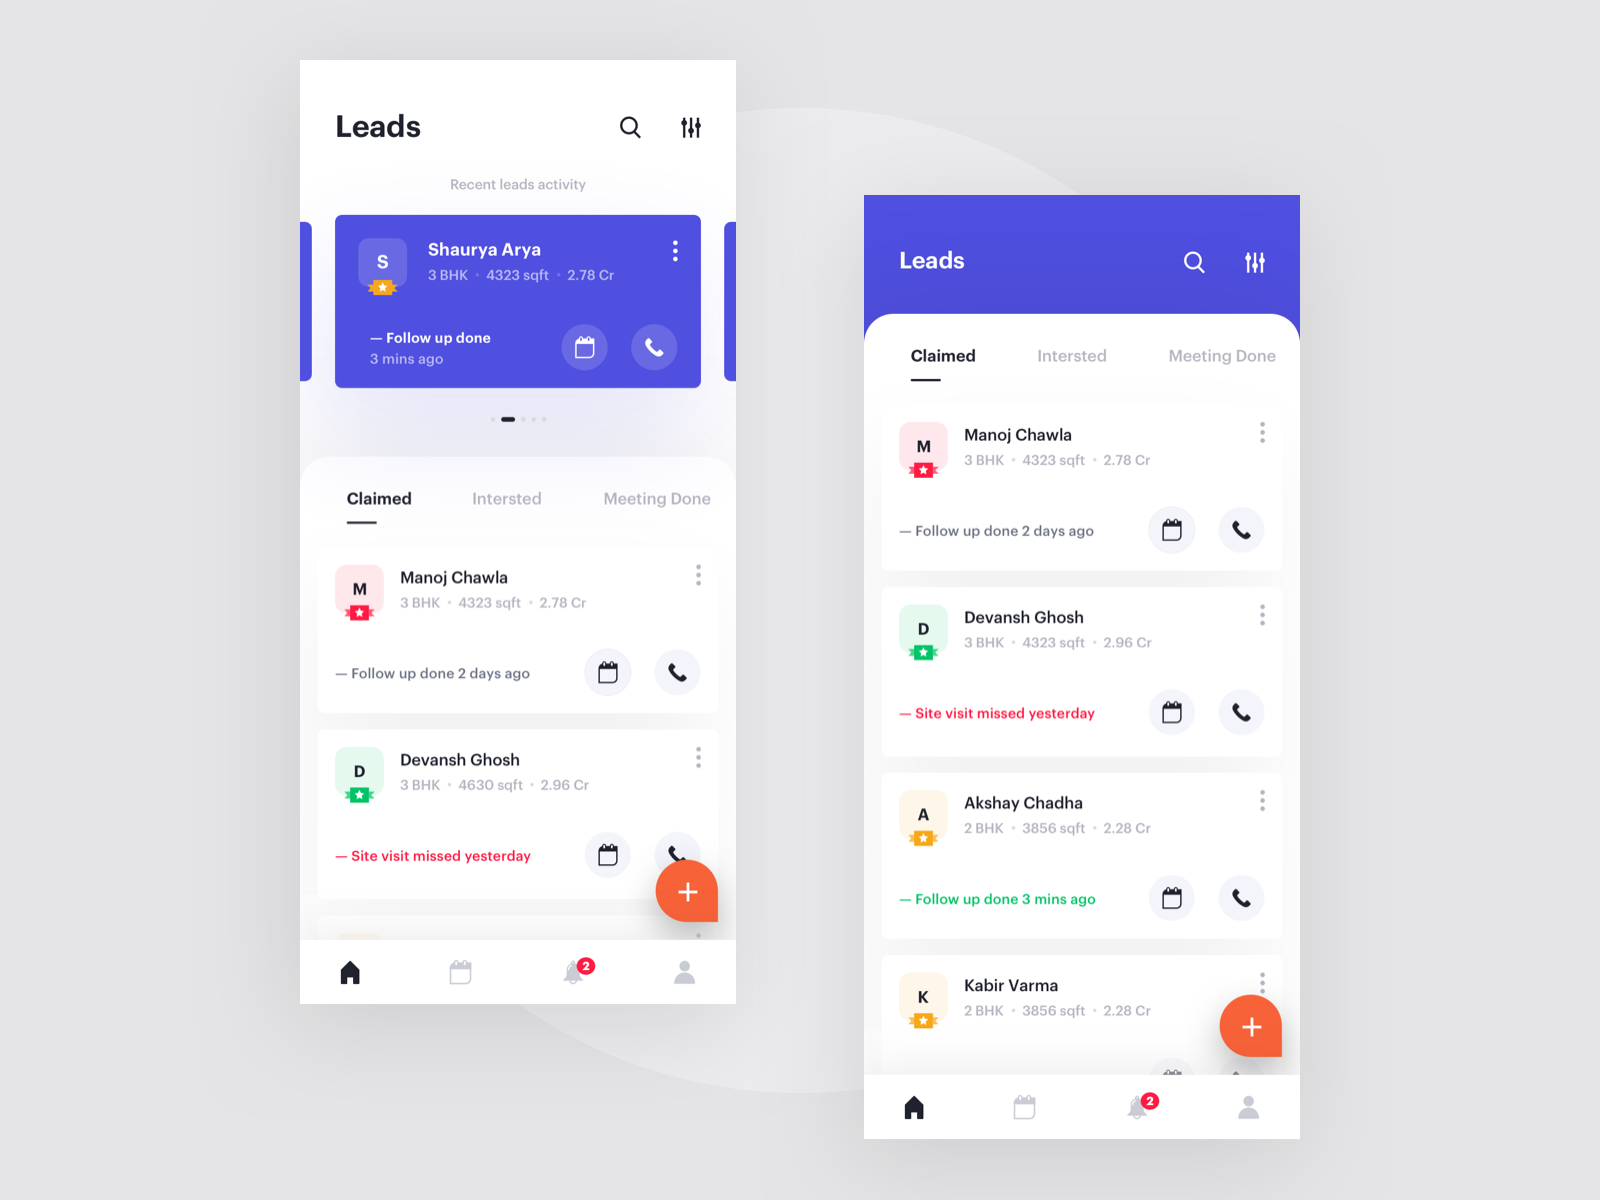 Leads
Recent leads activity
S
Shaurya Arya
3 BHK • 4323 sqft • 2.78 Cr
— Follow up done
3 mins ago
Claimed Intersted Meeting Done
M
Manoj Chawla
3 BHK • 4323 sqft • 2.78 Cr
— Follow up done 2 days ago
D
Devansh Ghosh
3 BHK • 4630 sqft • 2.96 Cr
— Site visit missed yesterday
2
Leads
Claimed Intersted Meeting Done
M
Manoj Chawla
3 BHK • 4323 sqft • 2.78 Cr
— Follow up done 2 days ago
D
Devansh Ghosh
3 BHK • 4323 sqft • 2.96 Cr
— Site visit missed yesterday
A
Akshay Chadha
2 BHK • 3856 sqft • 2.28 Cr
— Follow up done 3 mins ago
K
Kabir Varma
2 BHK • 3856 sqft • 2.28 Cr
2